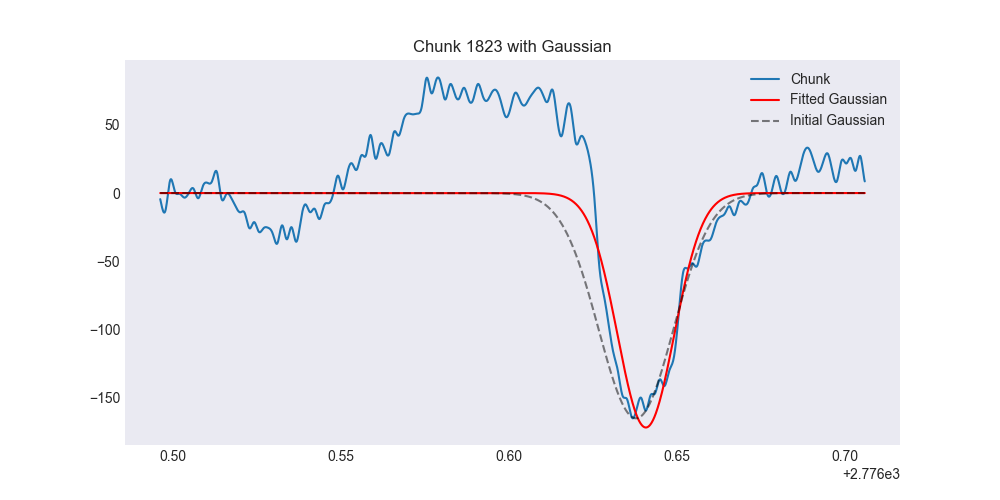 Chunk 1823 with Gaussian
Chunk
Fitted Gaussian
Initial Gaussian
50
0
−50
−100
−150
0.50 0.55 0.60 0.65 0.70
+2.776e3